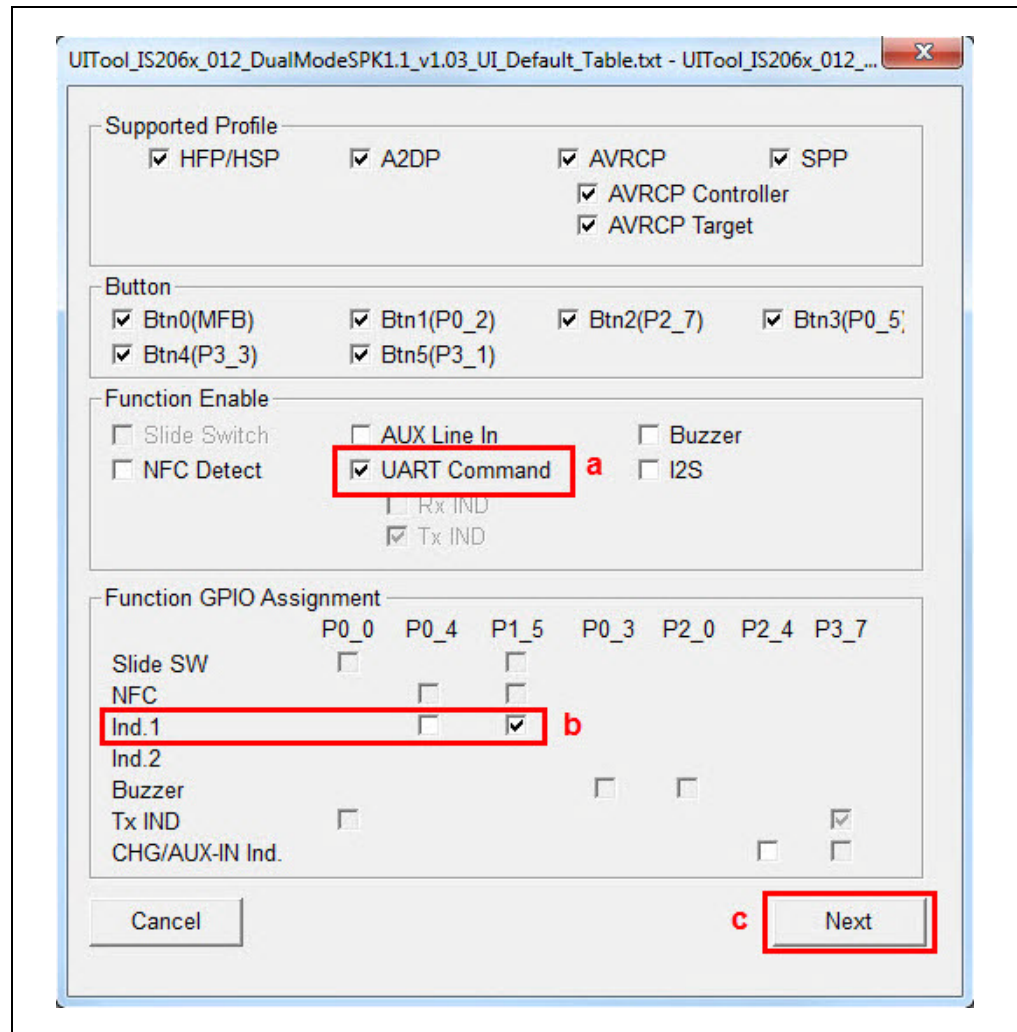 UITool_IS206x_012_DualModeSPK1.1_v1.03_UI_Default_Table.txt - UITool_IS206x_012_...
Supported Profile
HFP/HSP A2DP AVRCP SPP
AVRCP Controller
AVRCP Target
Button
Btn0(MFB) Btn1(P0_2) Btn2(P2_7) Btn3(P0_5)
Btn4(P3_3) Btn5(P3_1)
Function Enable
Slide Switch AUX Line In Buzzer
NFC Detect UART Command a I2S
Rx IND
Tx IND
Function GPIO Assignment
P0_0 P0_4 P1_5 P0_3 P2_0 P2_4 P3_7
Slide SW
NFC
Ind.1 b
Ind.2
Buzzer
Tx IND
CHG/AUX-IN Ind.
Cancel c Next